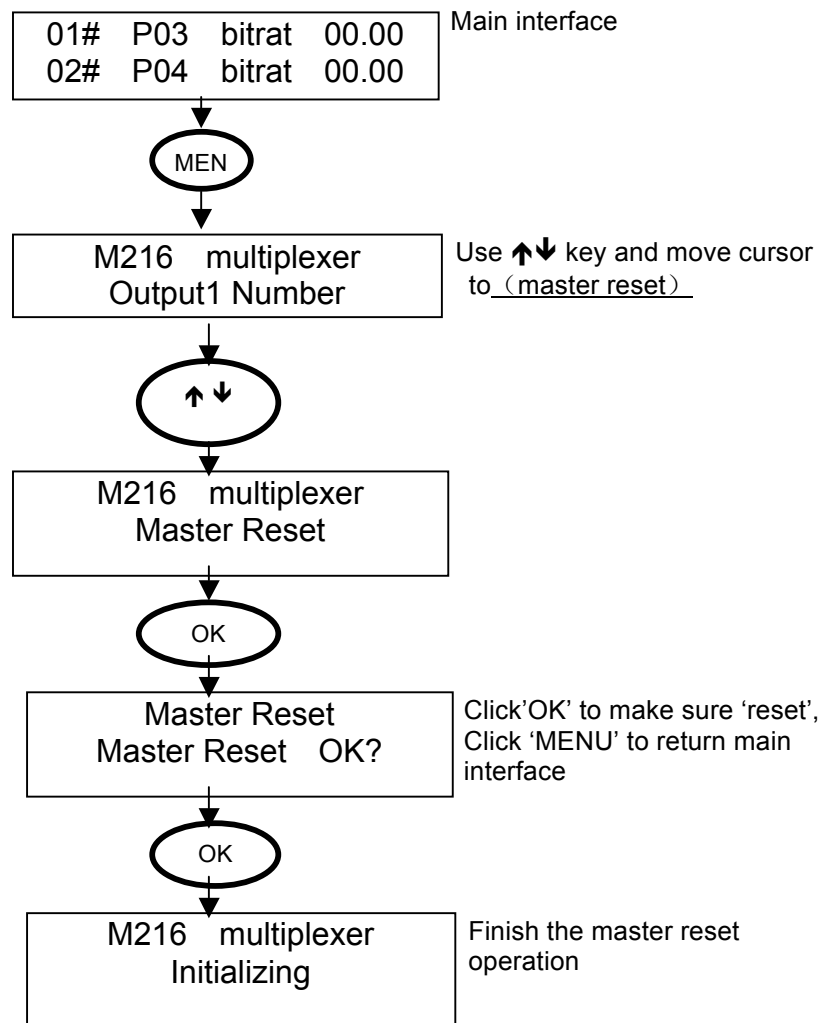 01# P03 bitrat 00.00
02# P04 bitrat 00.00
Main interface
MEN
M216 multiplexer
Output1 Number
Use ↑↓ key and move cursor
to（master reset）
↑ ↓
M216 multiplexer
Master Reset
OK
Master Reset
Master Reset OK?
Click'OK' to make sure ‘reset’,
Click ‘MENU’ to return main
interface
OK
M216 multiplexer
Initializing
Finish the master reset
operation